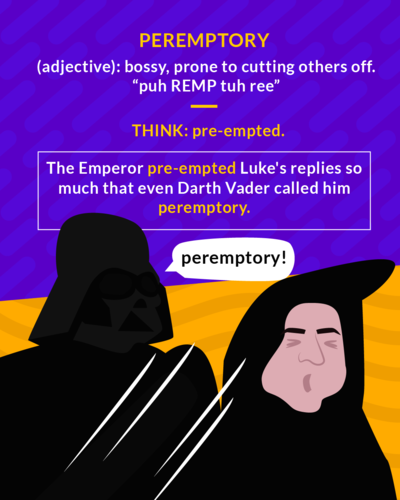 PEREMPTORY
(adjective): bossy, prone to cutting others off.
“puh REMP tuh ree”
THINK: pre-empted.
The Emperor pre-empted Luke's replies so
much that even Darth Vader called him
peremptory.
peremptory!